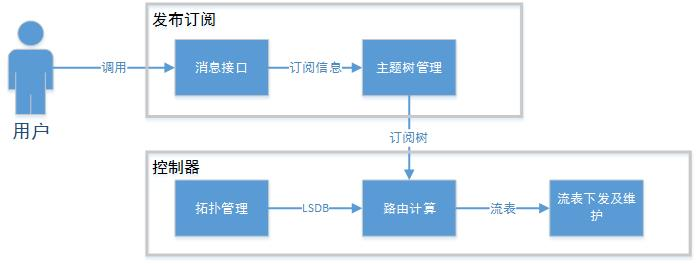 发布订阅
调用
消息接口
订阅信息
主题树管理
用户
订阅树
控制器
拓扑管理
LSDB
路由计算
流表
流表下发及维
护